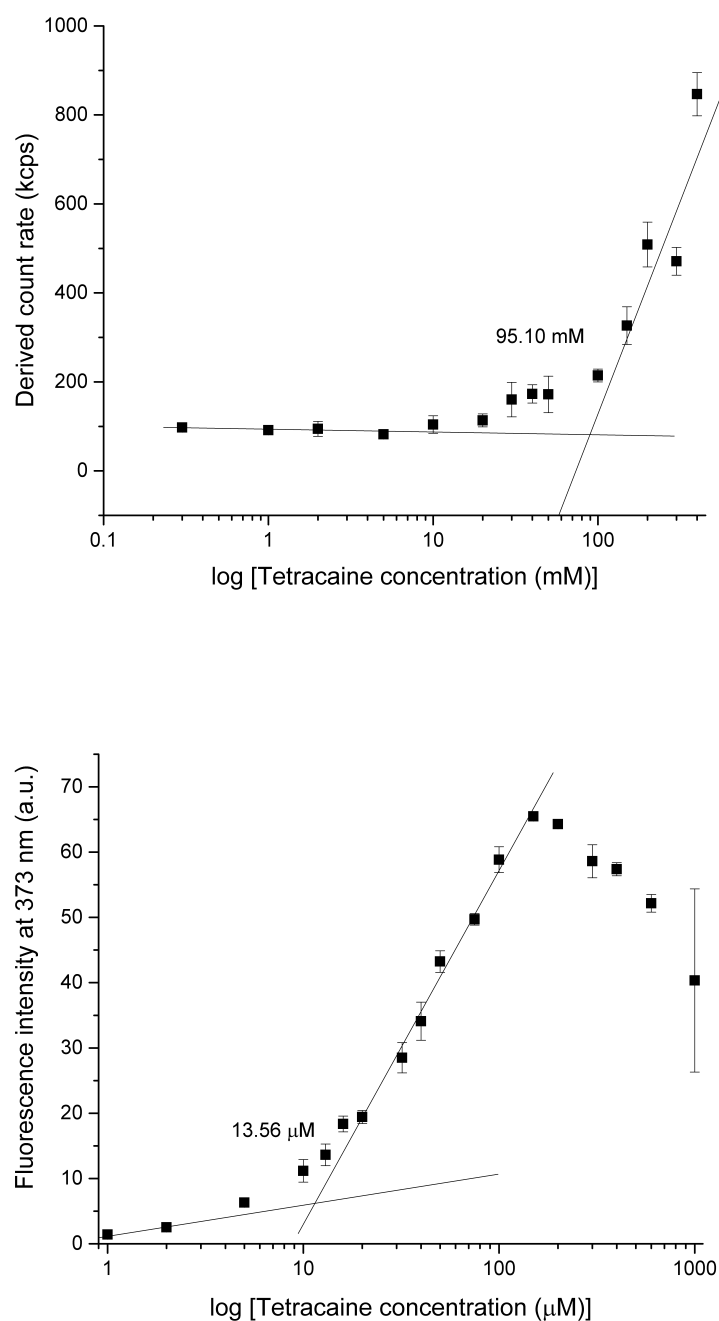 1000
800
600
400
200
0
Derived count rate (kcps)
95.10 mM
0.1 1 10 100
log [Tetracaine concentration (mM)]
70
60
50
40
30
20
10
0
Fluorescence intensity at 373 nm (a.u.)
13.56 μM
1 10 100 1000
log [Tetracaine concentration (μM)]